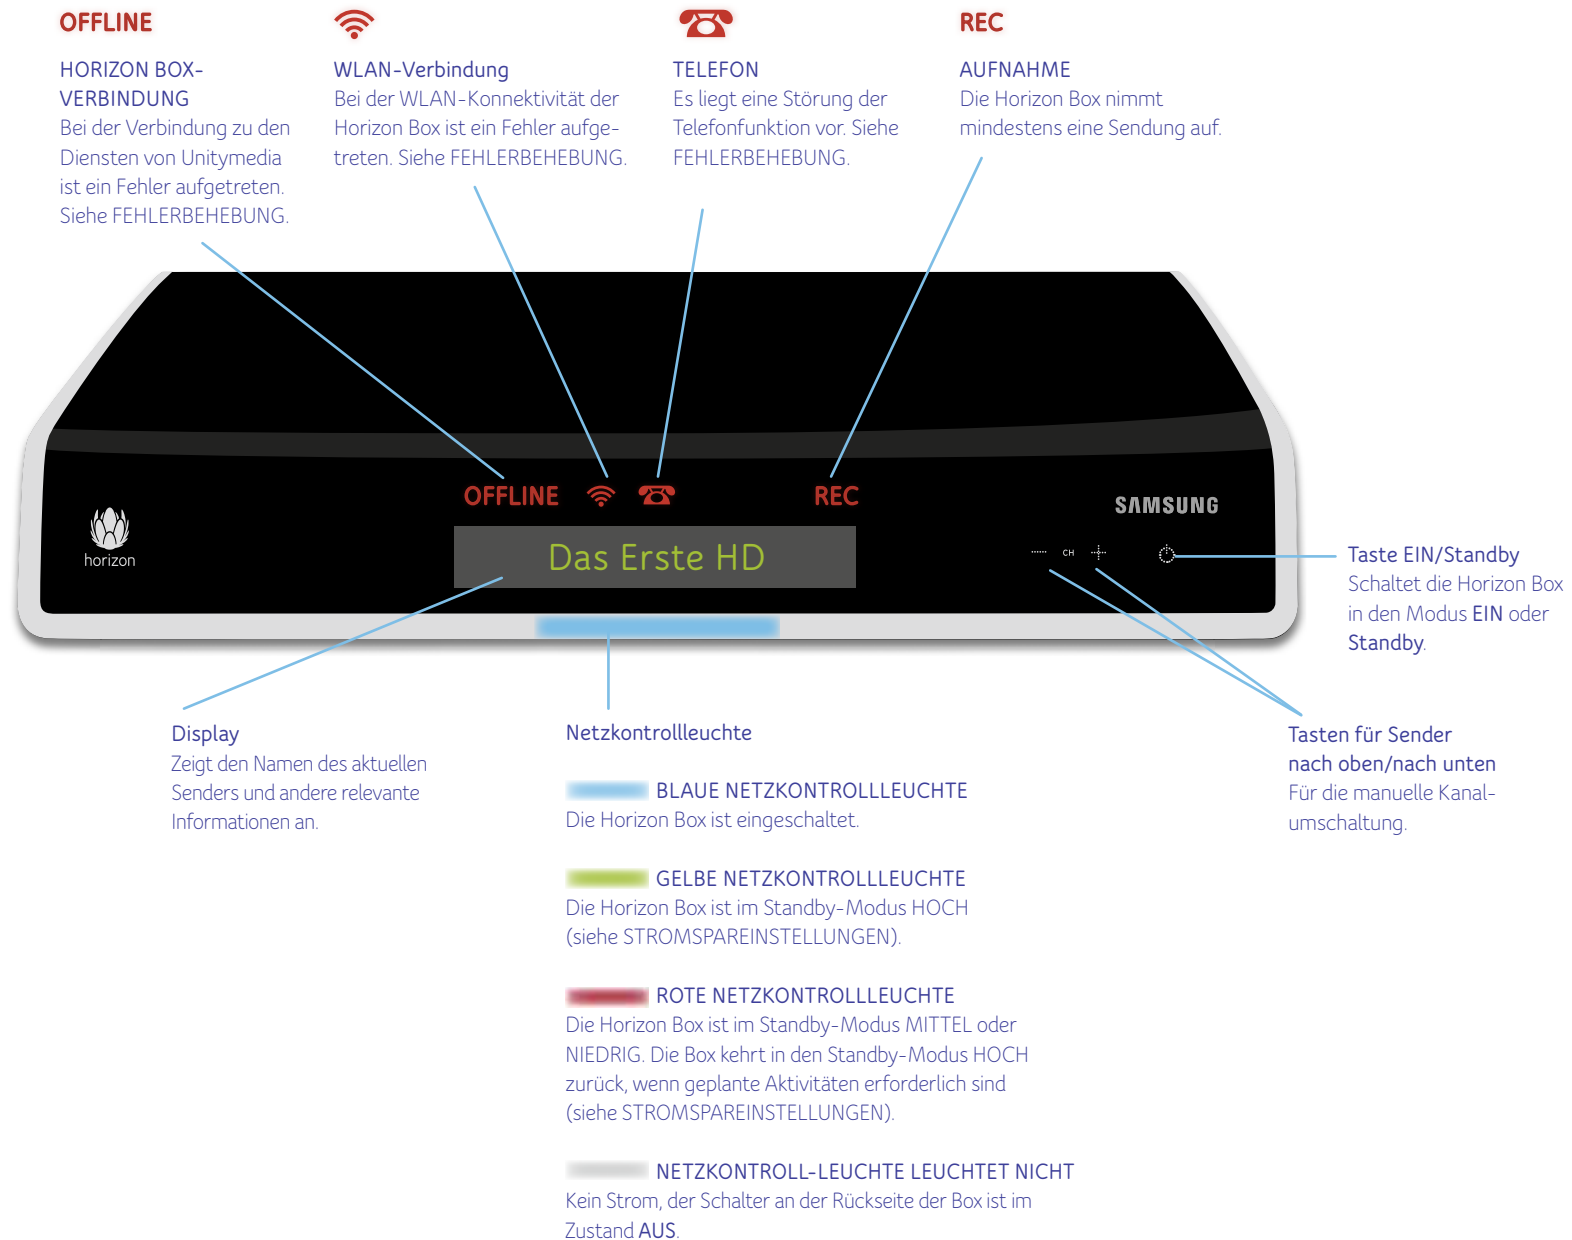 OFFLINE
HORIZON BOX-
VERBINDUNG
Bei der Verbindung zu den
Diensten von Unitymedia
ist ein Fehler aufgetreten.
Siehe FEHLERBEHEBUNG.
WLAN-Verbindung
Bei der WLAN-Konnektivität der
Horizon Box ist ein Fehler aufge-
treten. Siehe FEHLERBEHEBUNG.
TELEFON
Es liegt eine Störung der
Telefonfunktion vor. Siehe
FEHLERBEHEBUNG.
REC
AUFNAHME
Die Horizon Box nimmt
mindestens eine Sendung auf.
OFFLINE
REC
SAMSUNG
horizon
Das Erste HD
CH
Taste EIN/Standby
Schaltet die Horizon Box
in den Modus EIN oder
Standby.
Display
Zeigt den Namen des aktuellen
Senders und andere relevante
Informationen an.
Netzkontrollleuchte
BLAUE NETZKONTROLLLEUCHTE
Die Horizon Box ist eingeschaltet.
GELBE NETZKONTROLLLEUCHTE
Die Horizon Box ist im Standby-Modus HOCH
(siehe STROMSPAREINSTELLUNGEN).
ROTE NETZKONTROLLLEUCHTE
Die Horizon Box ist im Standby-Modus MITTEL oder
NIEDRIG. Die Box kehrt in den Standby-Modus HOCH
zurück, wenn geplante Aktivitäten erforderlich sind
(siehe STROMSPAREINSTELLUNGEN).
NETZKONTROLL-LEUCHTE LEUCHTET NICHT
Kein Strom, der Schalter an der Rückseite der Box ist im
Zustand AUS.
Tasten für Sender
nach oben/nach unten
Für die manuelle Kanal-
umschaltung.